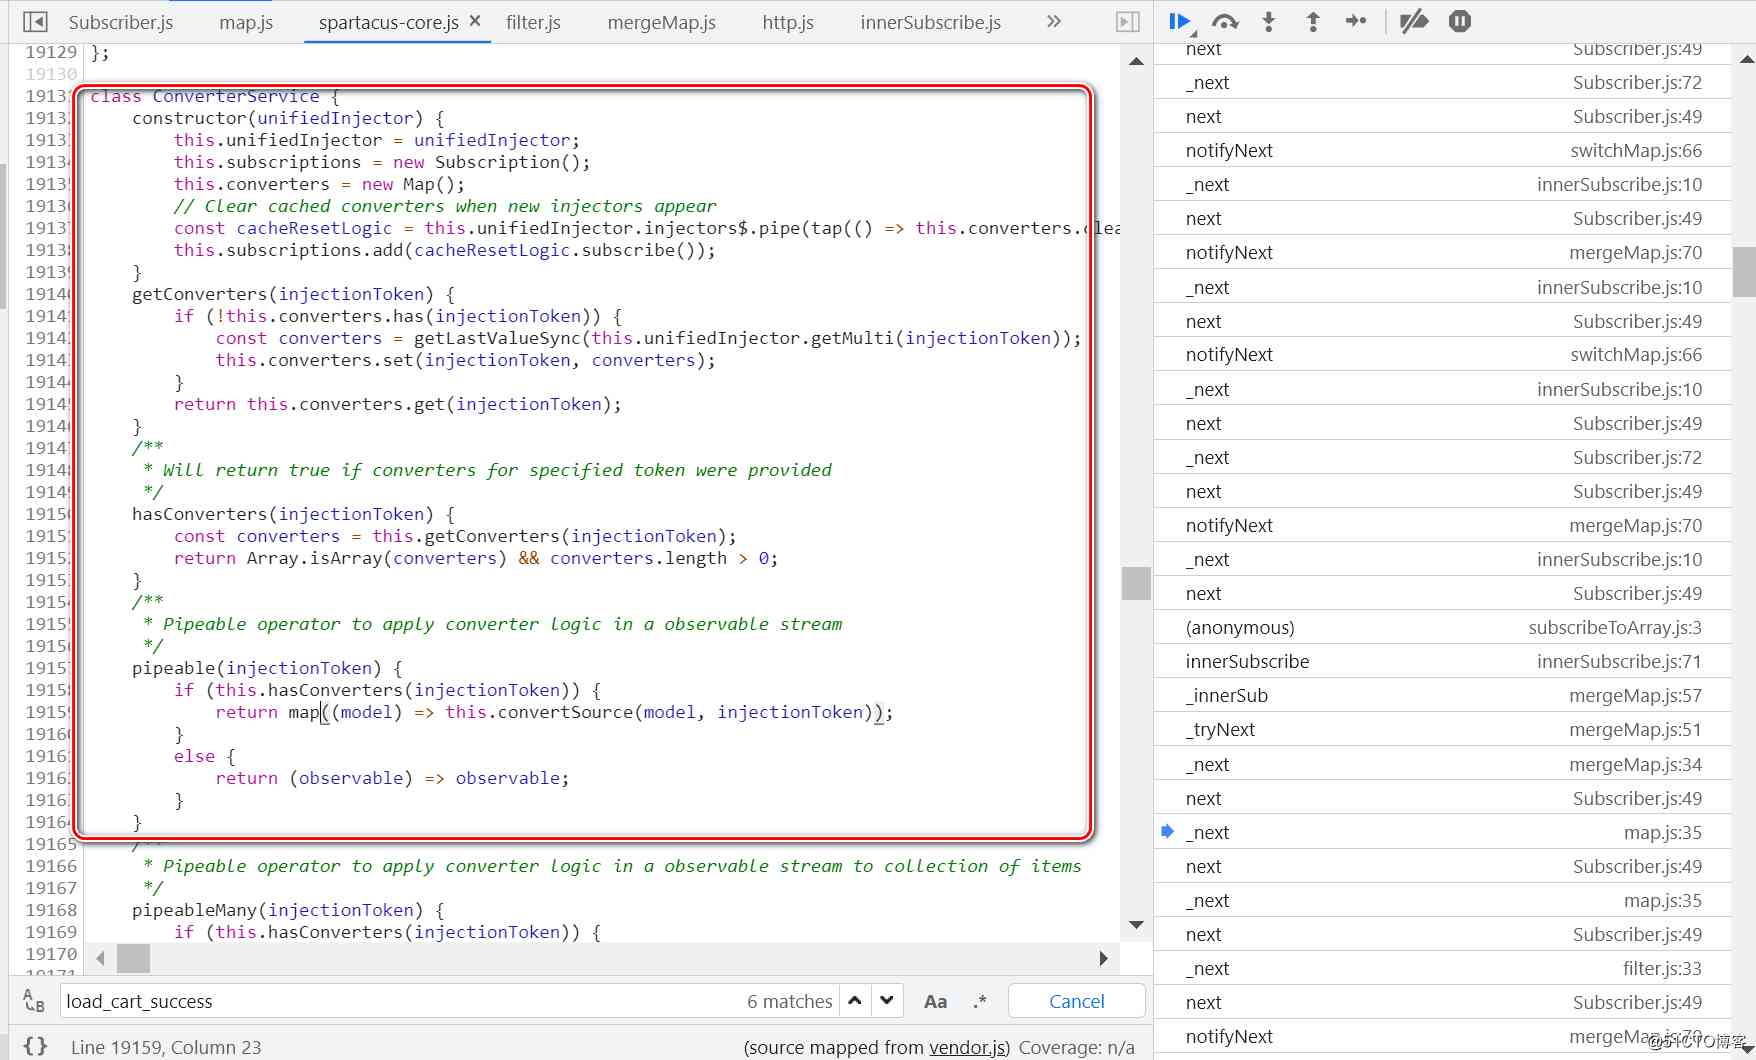 Subscriber.js map.js spartacus-core.js × filter.js mergeMap.js http.js innerSubscribe.js »
19129 };
19130
1913 class ConverterService {
1913 constructor(unifiedInjector) {
1913 this.unifiedInjector = unifiedInjector;
1913 this.subscriptions = new Subscription();
1913 this.converters = new Map();
1913 // Clear cached converters when new injectors appear
1913 const cacheResetLogic = this.unifiedInjector.injectors$.pipe(tap(() => this.converters.clea
1913 this.subscriptions.add(cacheResetLogic.subscribe());
1913 }
1914 getConverters(injectionToken) {
1914 if (!this.converters.has(injectionToken)) {
1914 const converters = getLastValueSync(this.unifiedInjector.getMulti(injectionToken));
1914 this.converters.set(injectionToken, converters);
1914 }
1914 return this.converters.get(injectionToken);
1914 }
1914 /**
1914 * Will return true if converters for specified token were provided
1914 */
1915 hasConverters(injectionToken) {
1915 const converters = this.getConverters(injectionToken);
1915 return Array.isArray(converters) && converters.length > 0;
1915 }
1915 /**
1915 * Pipeable operator to apply converter logic in a observable stream
1915 */
1915 pipeable(injectionToken) {
1915 if (this.hasConverters(injectionToken)) {
1915 return map((model) => this.convertSource(model, injectionToken));
1916 }
1916 else {
1916 return (observable) => observable;
1916 }
1916 }
19165 /**
19166 * Pipeable operator to apply converter logic in a observable stream to collection of items
19167 */
19168 pipeableMany(injectionToken) {
19169 if (this.hasConverters(injectionToken)) {
19170
19171
load_cart_success 6 matches Aa .* Cancel
{} Line 19159, Column 23 (source mapped from vendor.js) Coverage: n/a
next Subscriber.js:49
_next Subscriber.js:72
next Subscriber.js:49
notifyNext switchMap.js:66
_next innerSubscribe.js:10
next Subscriber.js:49
notifyNext mergeMap.js:70
_next innerSubscribe.js:10
next Subscriber.js:49
notifyNext switchMap.js:66
_next innerSubscribe.js:10
next Subscriber.js:49
_next Subscriber.js:72
next Subscriber.js:49
notifyNext mergeMap.js:70
_next innerSubscribe.js:10
next Subscriber.js:49
(anonymous) subscribeToArray.js:3
innerSubscribe innerSubscribe.js:71
_innerSub mergeMap.js:57
_tryNext mergeMap.js:51
_next mergeMap.js:34
next Subscriber.js:49
_next map.js:35
next Subscriber.js:49
_next map.js:35
next Subscriber.js:49
_next filter.js:33
next Subscriber.js:49
notifyNext mergeMap.js:70
@51CTO博客